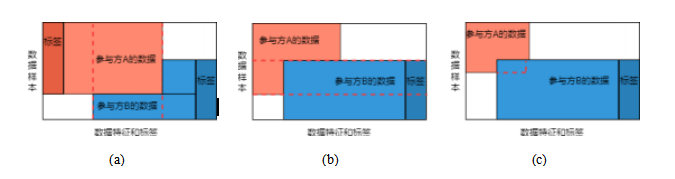 标签
参与方A的数据
标签
参与方B的数据
数据样本
数据特征和标签
(a)
参与方A的数据
参与方B的数据
标签
数据样本
数据特征和标签
(b)
参与方A的数据
参与方B的数据
标签
数据样本
数据特征和标签
(c)